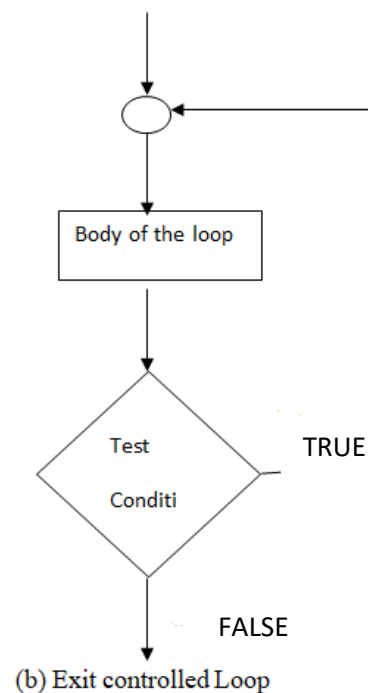 Body of the loop
Test
TRUE
Conditi
FALSE
(b) Exit controlled Loop